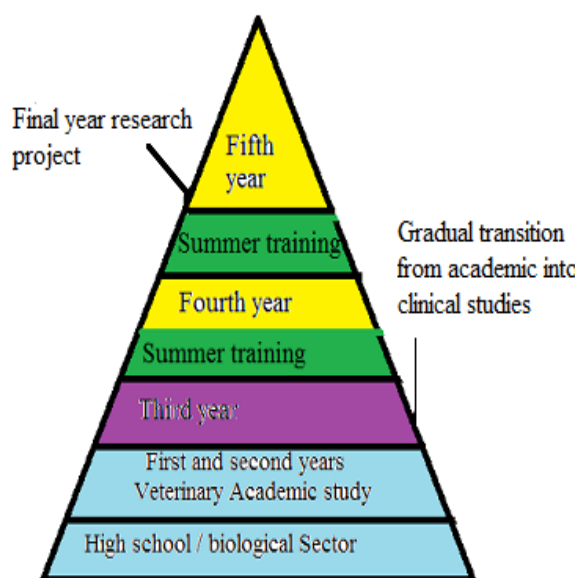 Final year research
project
Fifth
year
Summer training
Gradual transition
from academic into
clinical studies
Fourth year
Summer training
Third year
First and second years
Veterinary Academic study
High school / biological Sector